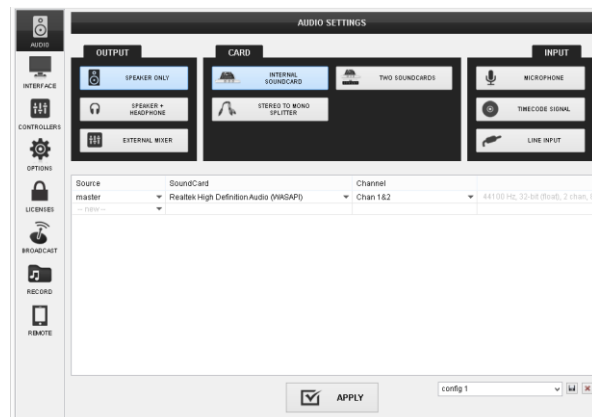 AUDIO SETTINGS
AUDIO
INTERFACE
CONTROLLERS
OPTIONS
LICENSES
BROADCAST
RECORD
REMOTE
OUTPUT
SPEAKER ONLY
SPEAKER +
HEADPHONE
EXTERNAL MIXER
CARD
INTERNAL
SOUNDCARD
TWO SOUNDCARDS
STEREO TO MONO
SPLITTER
INPUT
MICROPHONE
TIMECODE SIGNAL
LINE INPUT
Source SoundCard Channel
master Realtek High Definition Audio (WASAPI) Chan 1&2 44100 Hz, 32-bit (float), 2 chan,
-- new --
APPLY
config 1